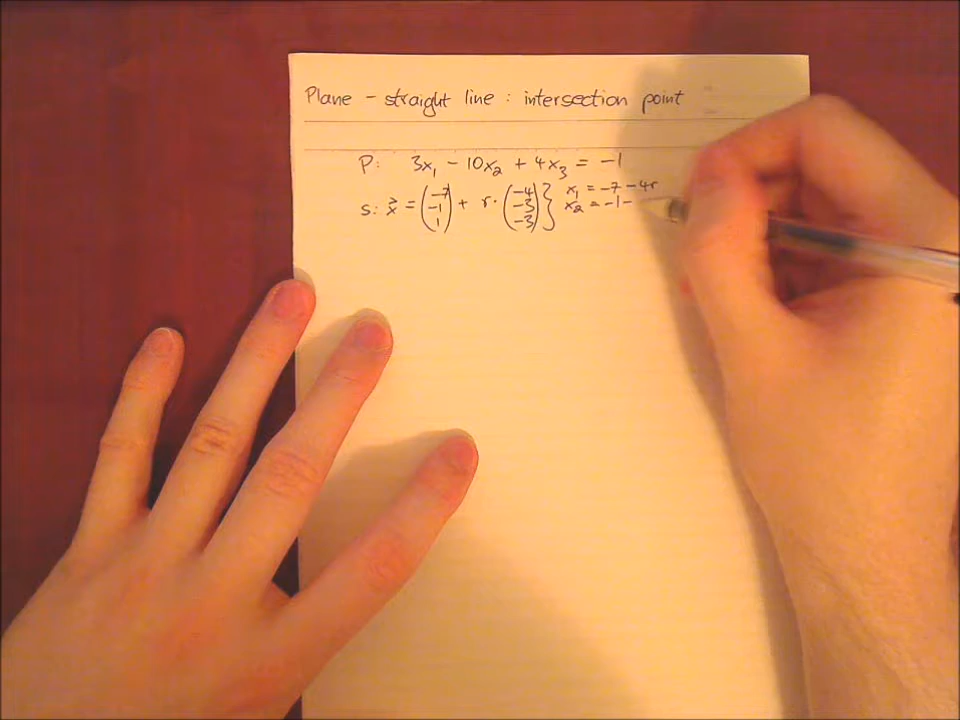 Plane - straight line : intersection point
P: 3x₁ - 10x₂ + 4x₃ = -1
s: x⃗ = (-7 -1 1) + r · (-4 -3 -3) } x₁ = -7 - 4r
x₂ = -1 -